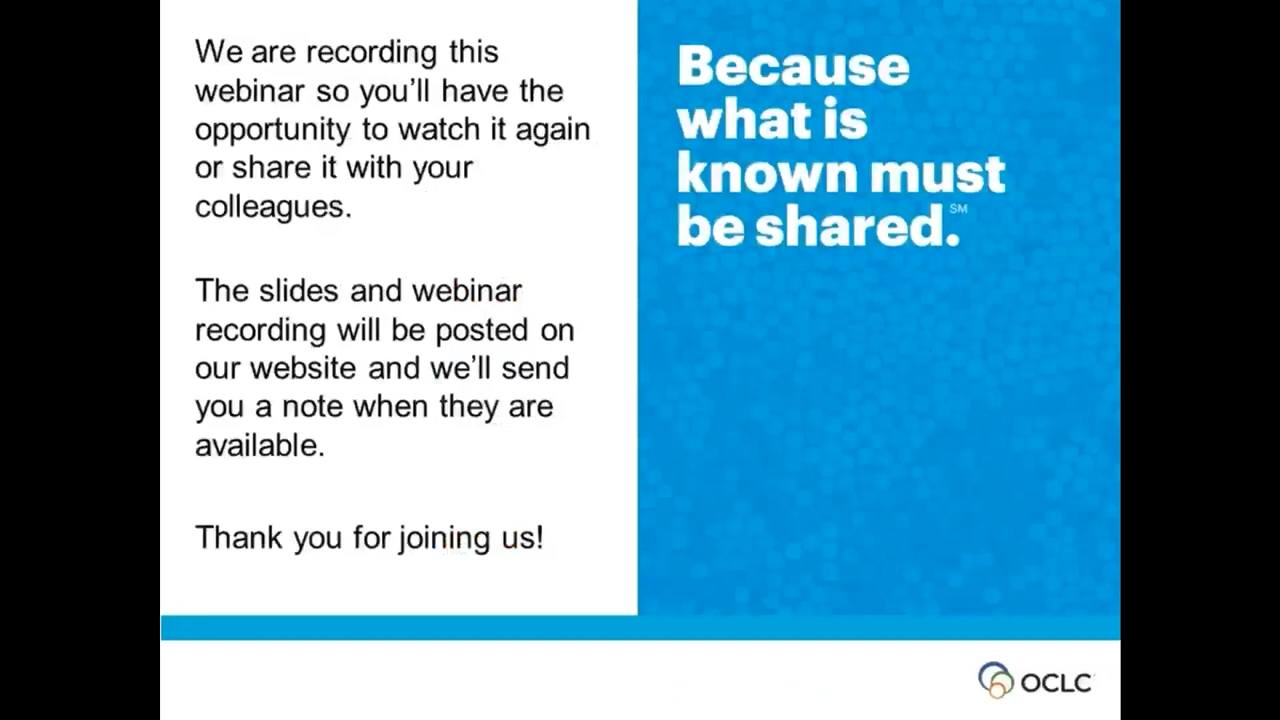 We are recording this
webinar so you’ll have the
opportunity to watch it again
or share it with your
colleagues.
The slides and webinar
recording will be posted on
our website and we’ll send
you a note when they are
available.
Thank you for joining us!
Because
what is
known must
be shared.℠
OCLC